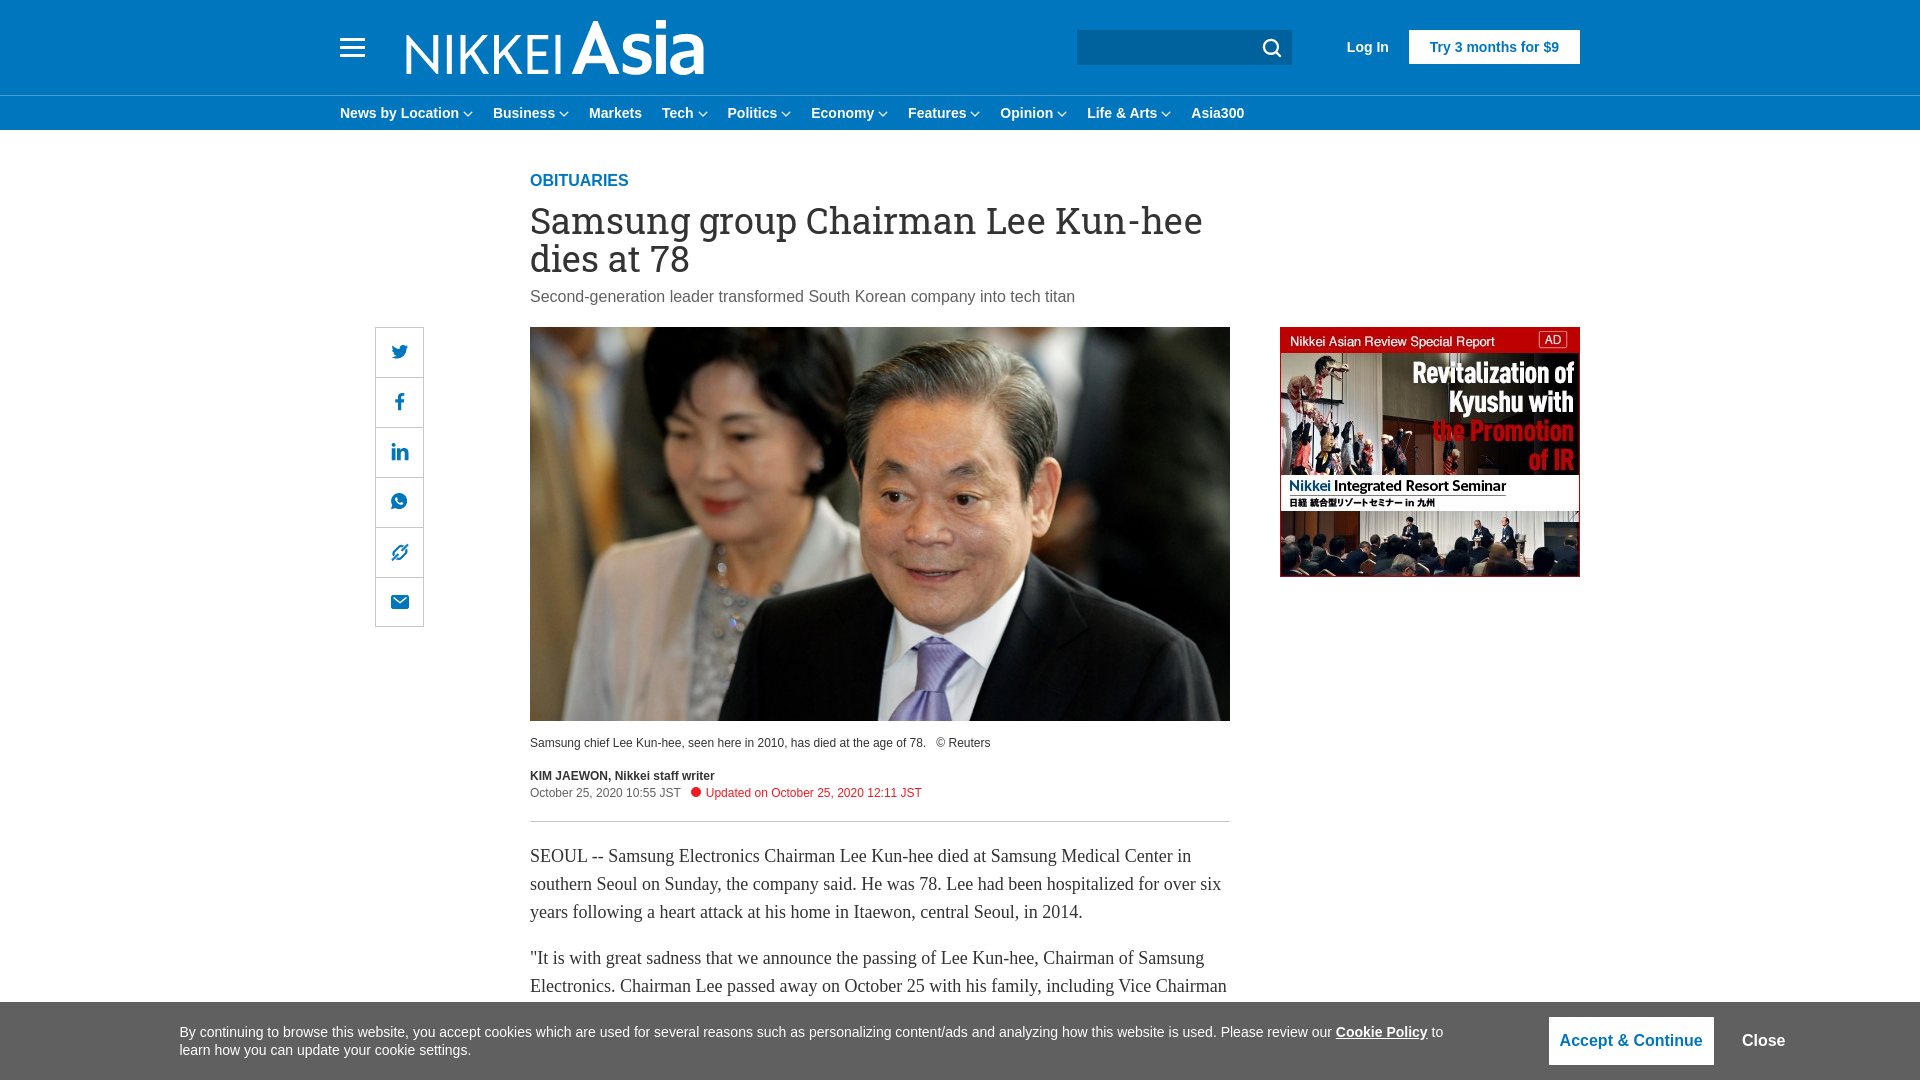 NIKKEI Asia
Log In
Try 3 months for $9
News by Location
Business
Markets
Tech
Politics
Economy
Features
Opinion
Life & Arts
Asia300
OBITUARIES
Samsung group Chairman Lee Kun-hee
dies at 78
Second-generation leader transformed South Korean company into tech titan
Nikkei Asian Review Special Report
AD
Revitalization of
Kyushu with
the Promotion
of IR
Nikkei Integrated Resort Seminar
日経 統合型リゾートセミナー in 九州
Samsung chief Lee Kun-hee, seen here in 2010, has died at the age of 78. © Reuters
KIM JAEWON, Nikkei staff writer
October 25, 2020 10:55 JST Updated on October 25, 2020 12:11 JST
SEOUL -- Samsung Electronics Chairman Lee Kun-hee died at Samsung Medical Center in
southern Seoul on Sunday, the company said. He was 78. Lee had been hospitalized for over six
years following a heart attack at his home in Itaewon, central Seoul, in 2014.
"It is with great sadness that we announce the passing of Lee Kun-hee, Chairman of Samsung
Electronics. Chairman Lee passed away on October 25 with his family, including Vice Chairman
By continuing to browse this website, you accept cookies which are used for several reasons such as personalizing content/ads and analyzing how this website is used. Please review our Cookie Policy to
learn how you can update your cookie settings.
Accept & Continue
Close